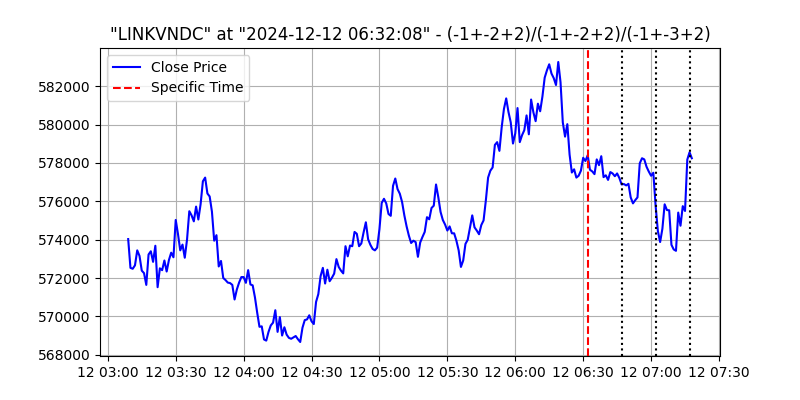 "LINKVNDC" at "2024-12-12 06:32:08" - (-1+-2+2)/(-1+-2+2)/(-1+-3+2)
Close Price
Specific Time
582000
580000
578000
576000
574000
572000
570000
568000
12 03:00 12 03:30 12 04:00 12 04:30 12 05:00 12 05:30 12 06:00 12 06:30 12 07:00 12 07:30